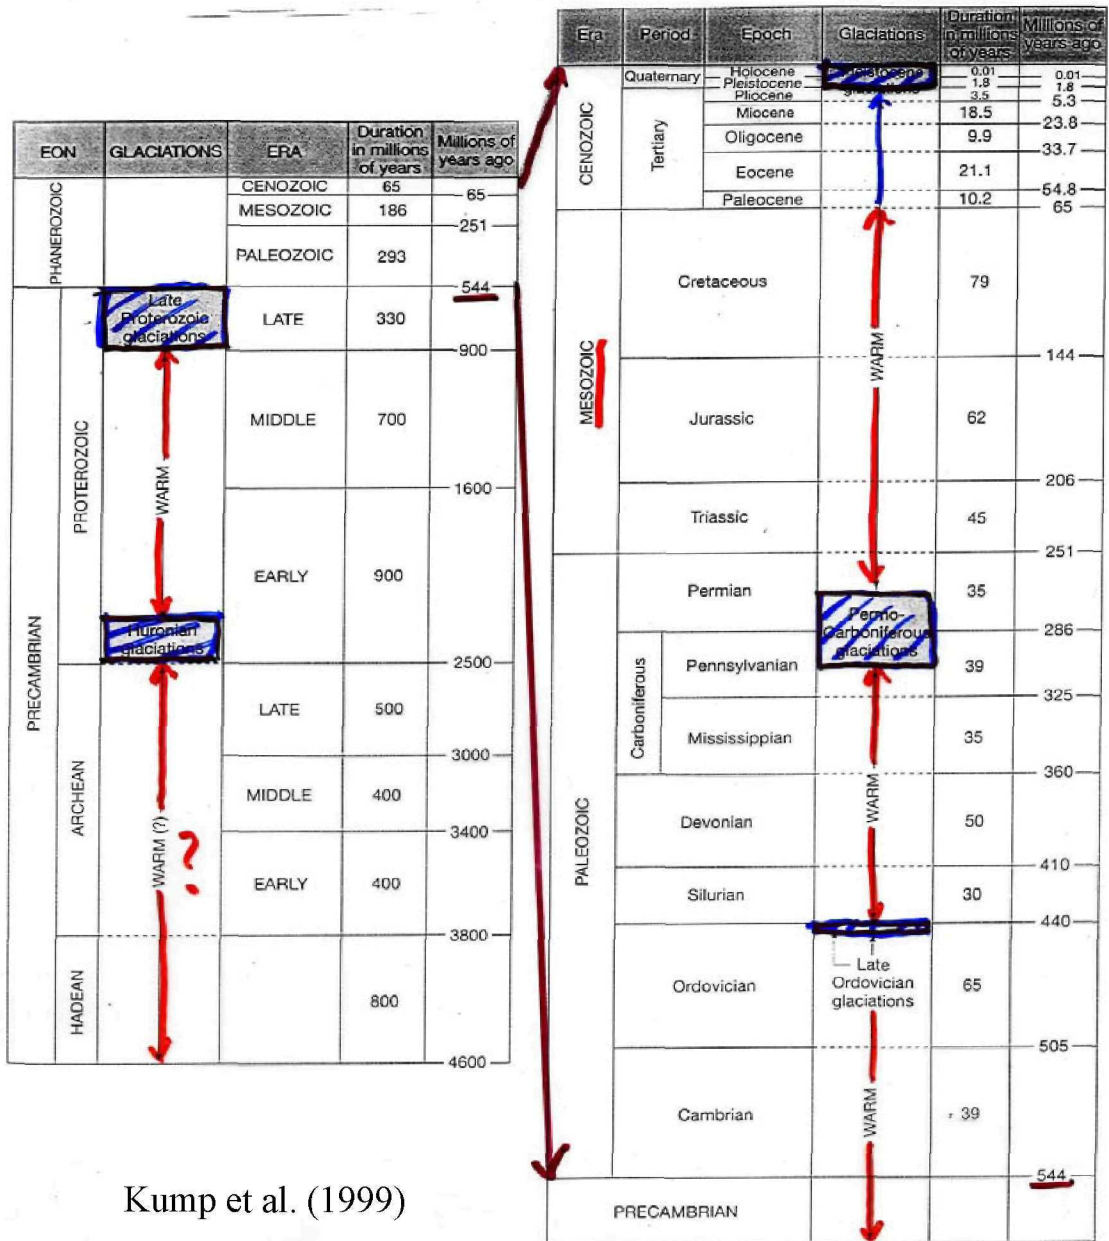 EON GLACIATIONS ERA Duration in millions of years Millions of years ago
PHANEROZOIC
CENOZOIC 65
65
MESOZOIC 186
251
PALEOZOIC 293
544
PRECAMBRIAN
PROTEROZOIC
Late
Proterozoic
glaciations
LATE 330
900
MIDDLE 700
WARM
1600
EARLY 900
Huronian
glaciations
2500
ARCHEAN
LATE 500
3000
MIDDLE 400
3400
WARM (?)
?
EARLY 400
3800
HADEAN
800
4600
Era Period Epoch Glaciations Duration in millions of years Millions of years ago
CENOZOIC
Quaternary
Holocene 0.01
0.01
Pleistocene
glaciations
Pleistocene 1.8
1.8
Tertiary
Pliocene 3.5
5.3
Miocene 18.5
23.8
Oligocene 9.9
33.7
Eocene 21.1
54.8
Paleocene 10.2
65
MESOZOIC
Cretaceous 79
WARM
144
Jurassic 62
206
Triassic 45
251
PALEOZOIC
Permian 35
Permo-
Carboniferous
glaciations
286
Carboniferous
Pennsylvanian 39
325
Mississippian 35
360
WARM
Devonian 50
410
Silurian 30
440
Late
Ordovician
glaciations
Ordovician 65
505
WARM
Cambrian 39
544
PRECAMBRIAN
Kump et al. (1999)